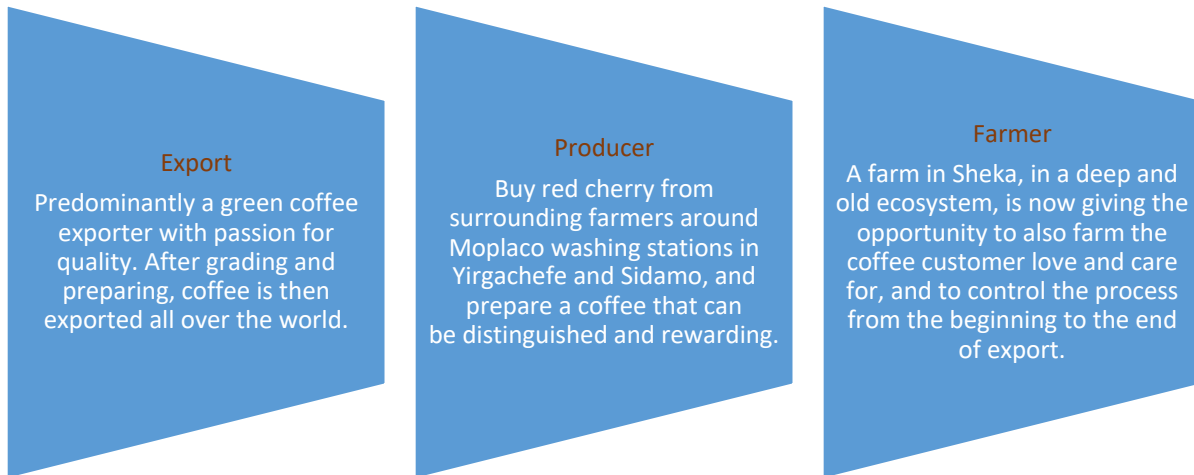 Export
Predominantly a green coffee
exporter with passion for
quality. After grading and
preparing, coffee is then
exported all over the world.
Producer
Buy red cherry from
surrounding farmers around
Moplaco washing stations in
Yirgachefe and Sidamo, and
prepare a coffee that can
be distinguished and rewarding.
Farmer
A farm in Sheka, in a deep and
old ecosystem, is now giving the
opportunity to also farm the
coffee customer love and care
for, and to control the process
from the beginning to the end
of export.